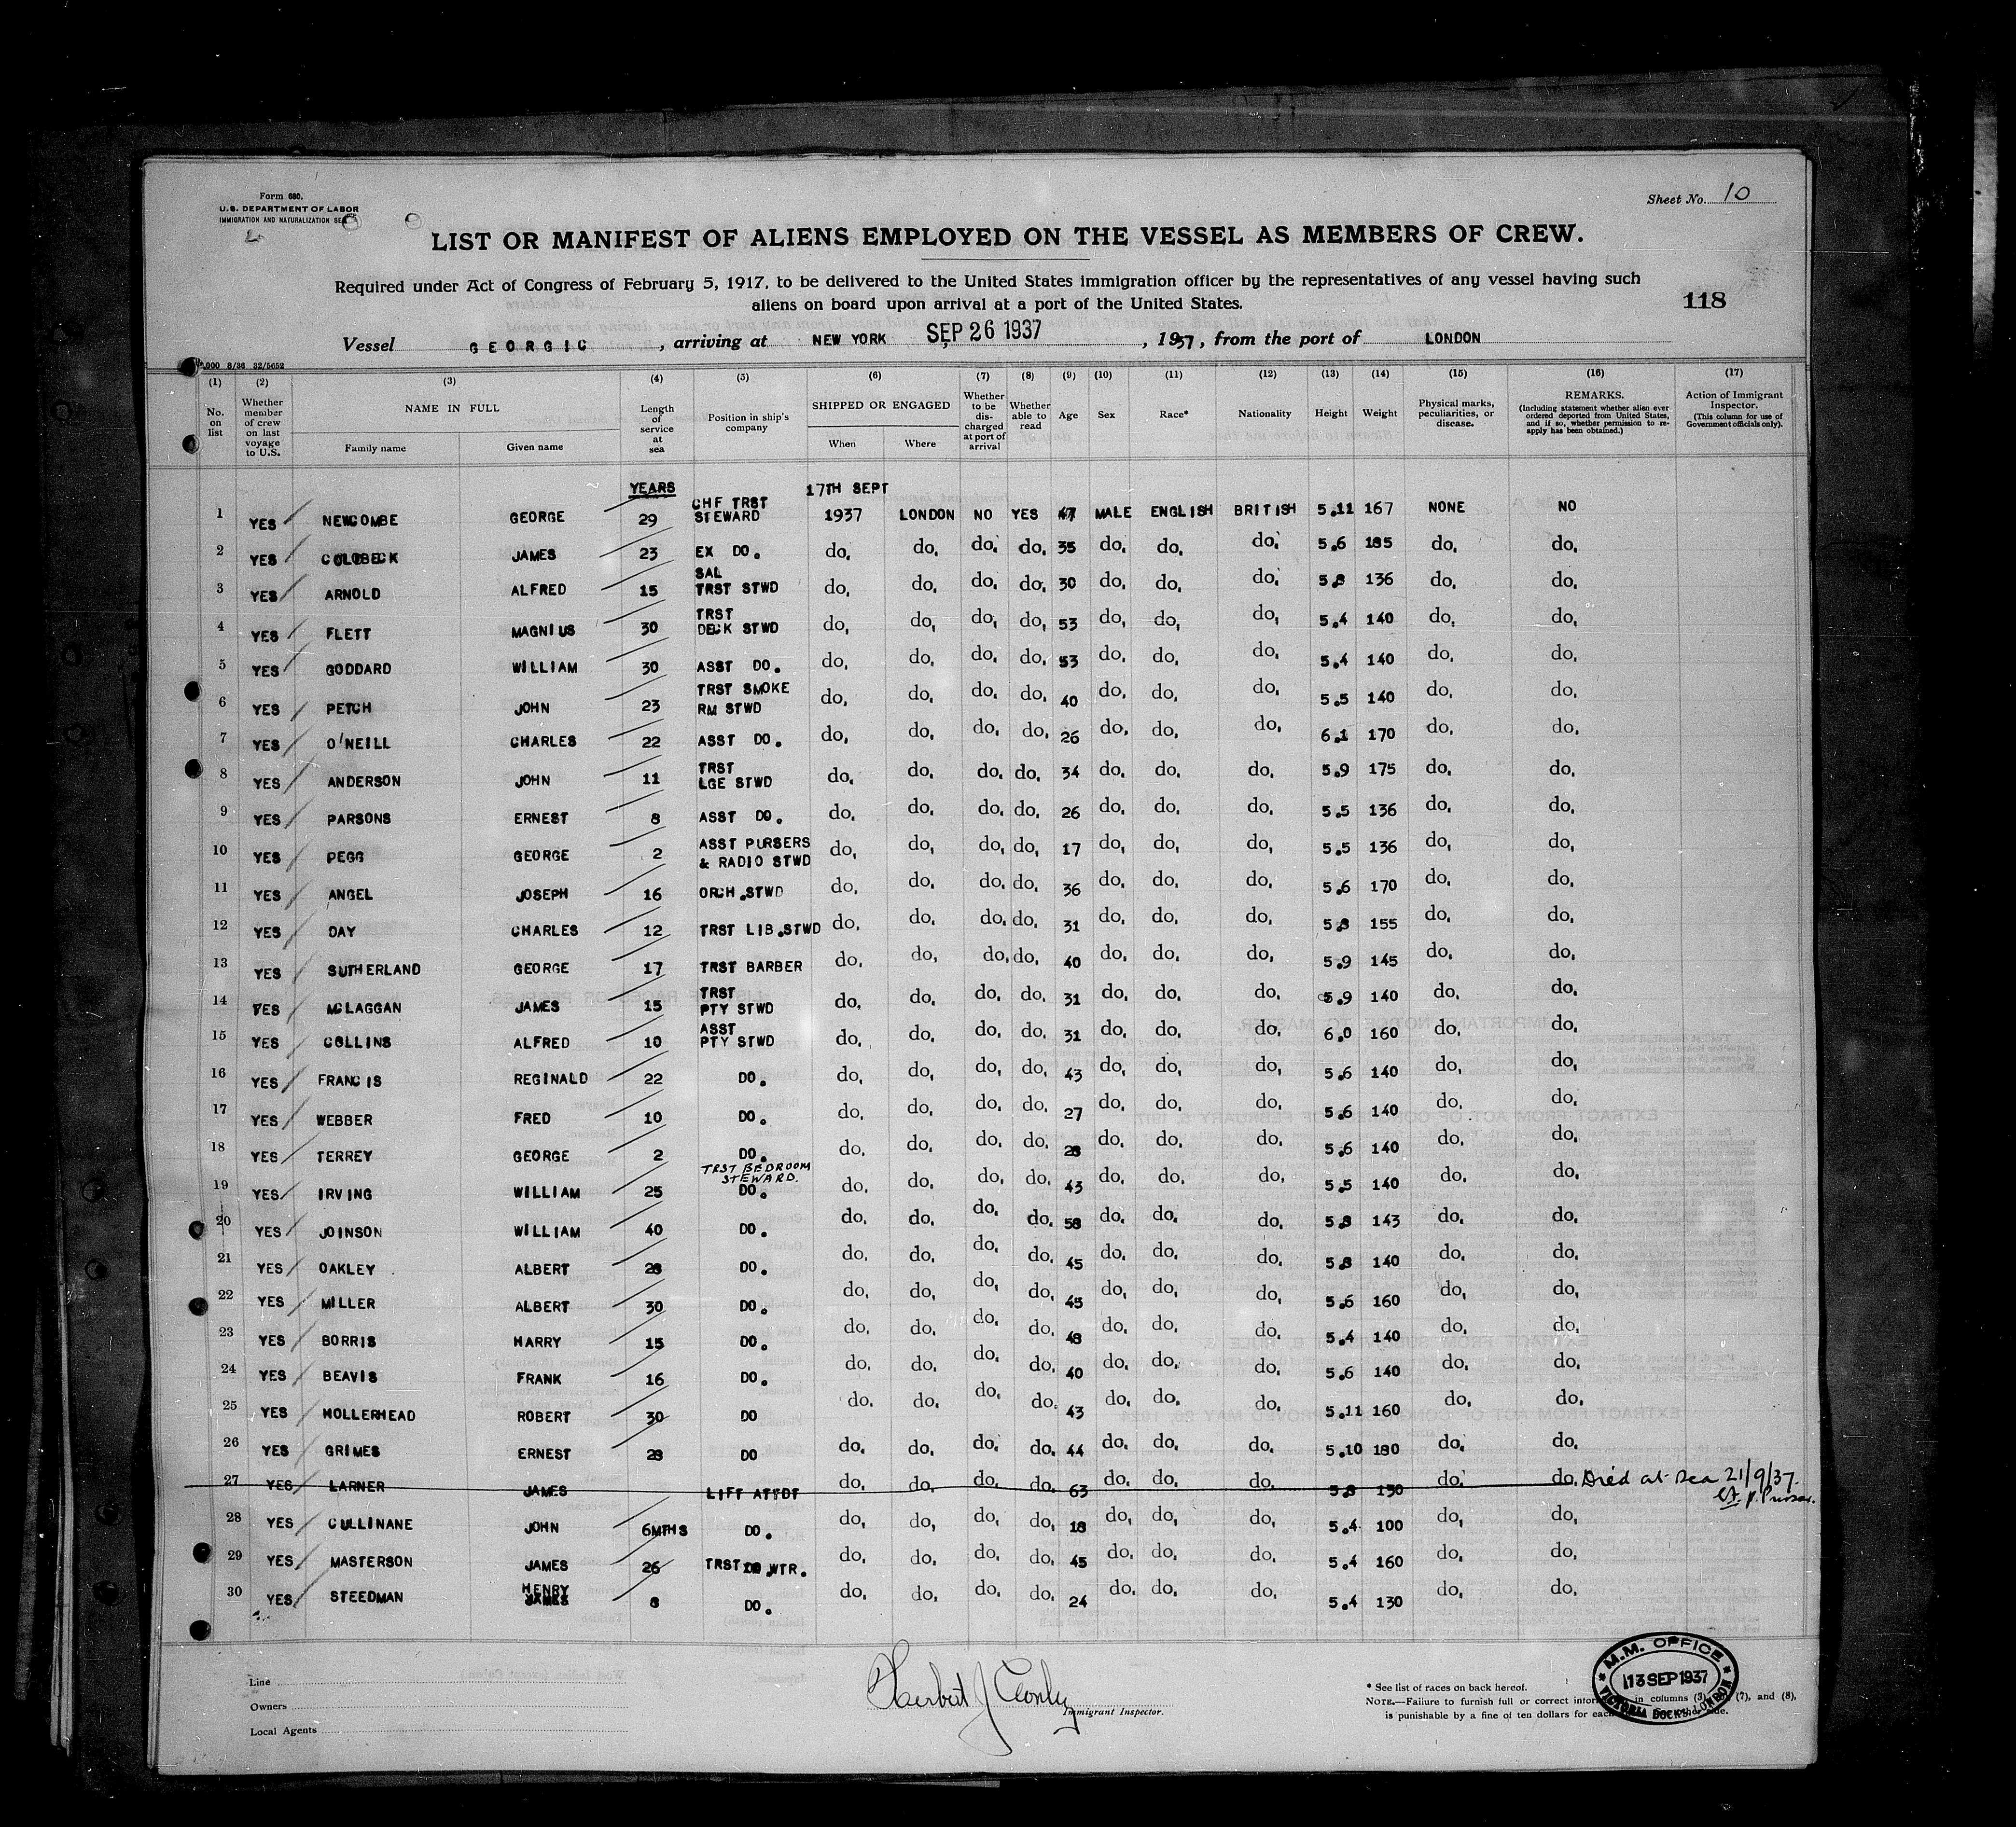 Form 680.
U.S. DEPARTMENT OF LABOR
IMMIGRATION AND NATURALIZATION
Sheet No. 10
LIST OR MANIFEST OF ALIENS EMPLOYED ON THE VESSEL AS MEMBERS OF CREW.
Required under Act of Congress of February 5, 1917, to be delivered to the United States immigration officer by the representatives of any vessel having such
aliens on board upon arrival at a port of the United States.
118
Vessel GEORGIC, arriving at NEW YORK SEP 26 1937, 1937, from the port of LONDON
(1) (2) (3) (4) (5) (6) (7) (8) (9) (10) (11) (12) (13) (14) (15) (16) (17)
No. on list
Whether member of crew on last voyage to U.S.
NAME IN FULL
Family name
Given name
Length of service at sea
Position in ship's company
SHIPPED OR ENGAGED
When
Where
Whether to be discharged at port of arrival
Whether able to read
Age
Sex
Race*
Nationality
Height
Weight
Physical marks, peculiarities, or disease.
REMARKS.
(Including statement whether alien ever ordered deported from United States, and if so, whether permission to reapply has been obtained.)
Action of Immigrant Inspector.
(This column for use of Government officials only).
YEARS 17TH SEPT
1 YES NEWCOMBE GEORGE 29 CHF TRST STEWARD 1937 LONDON NO YES 47 MALE ENGLISH BRITISH 5.11 167 NONE NO
2 YES COLDBECK JAMES 23 EX DO. do. do. do. do. 35 do. do. do. 5.6 185 do. do.
3 YES ARNOLD ALFRED 15 SAL TRST STWD do. do. do. do. 30 do. do. do. 5.8 136 do. do.
4 YES FLETT MAGNIUS 30 TRST DECK STWD do. do. do. do. 53 do. do. do. 5.4 140 do. do.
5 YES GODDARD WILLIAM 30 ASST DO. do. do. do. do. 53 do. do. do. 5.4 140 do. do.
6 YES PETCH JOHN 23 TRST SMOKE RM STWD do. do. do. do. 40 do. do. do. 5.5 140 do. do.
7 YES O'NEILL CHARLES 22 ASST DO. do. do. do. do. 26 do. do. do. 6.1 170 do. do.
8 YES ANDERSON JOHN 11 TRST LGE STWD do. do. do. do. 34 do. do. do. 5.9 175 do. do.
9 YES PARSONS ERNEST 8 ASST DO. do. do. do. do. 26 do. do. do. 5.5 136 do. do.
10 YES PEGG GEORGE 2 ASST PURSERS & RADIO STWD do. do. do. do. 17 do. do. do. 5.5 136 do. do.
11 YES ANGEL JOSEPH 16 ORCH.STWD do. do. do. do. 36 do. do. do. 5.6 170 do. do.
12 YES DAY CHARLES 12 TRST LIB.STWD do. do. do. do. 31 do. do. do. 5.8 155 do. do.
13 YES SUTHERLAND GEORGE 17 TRST BARBER do. do. do. do. 40 do. do. do. 5.9 145 do. do.
14 YES MCLAGGAN JAMES 15 TRST PTY STWD do. do. do. do. 31 do. do. do. 5.9 140 do. do.
15 YES COLLINS ALFRED 10 ASST PTY STWD do. do. do. do. 31 do. do. do. 6.0 160 do. do.
16 YES FRANCIS REGINALD 22 DO. do. do. do. do. 43 do. do. do. 5.6 140 do. do.
17 YES WEBBER FRED 10 DO. do. do. do. do. 27 do. do. do. 5.6 140 do. do.
18 YES TERREY GEORGE 2 DO. do. do. do. do. 28 do. do. do. 5.6 140 do. do.
TRST BEDROOM STEWARD.
19 YES IRVING WILLIAM 25 DO. do. do. do. do. 43 do. do. do. 5.5 140 do. do.
20 YES JOINSON WILLIAM 40 DO. do. do. do. do. 58 do. do. do. 5.8 143 do. do.
21 YES OAKLEY ALBERT 28 DO. do. do. do. do. 45 do. do. do. 5.8 140 do. do.
22 YES MILLER ALBERT 30 DO. do. do. do. do. 45 do. do. do. 5.6 160 do. do.
23 YES BORRIS HARRY 15 DO. do. do. do. do. 48 do. do. do. 5.4 140 do. do.
24 YES BEAVIS FRANK 16 DO. do. do. do. do. 40 do. do. do. 5.6 140 do. do.
25 YES MOLLERHEAD ROBERT 30 DO do. do. do. do. 43 do. do. do. 5.11 160 do. do.
26 YES GRIMES ERNEST 28 DO do. do. do. do. 44 do. do. do. 5.10 180 do. do.
27 YES LARNER JAMES LIFT ATTDT do. do. do. do. 63 do. do. do. 5.8 130 do. do. Died at Sea 21/9/37.
p. Purser.
28 YES CULLINANE JOHN 6MTHS DO. do. do. do. do. 18 do. do. do. 5.4 100 do. do.
29 YES MASTERSON JAMES 26 TRST WTR. do. do. do. do. 45 do. do. do. 5.4 160 do. do.
30 YES STEEDMAN HENRY JAMES 8 DO. do. do. do. do. 24 do. do. do. 5.4 130 do. do.
Line
Owners
Local Agents
Herbert J Conly
Immigrant Inspector.
* See list of races on back hereof.
NOTE.—Failure to furnish full or correct in columns (3), (7), and (8),
is punishable by a fine of ten dollars for each
M.M. OFFICE
13 SEP 1937
VICTORIA DOCKS. LONDON